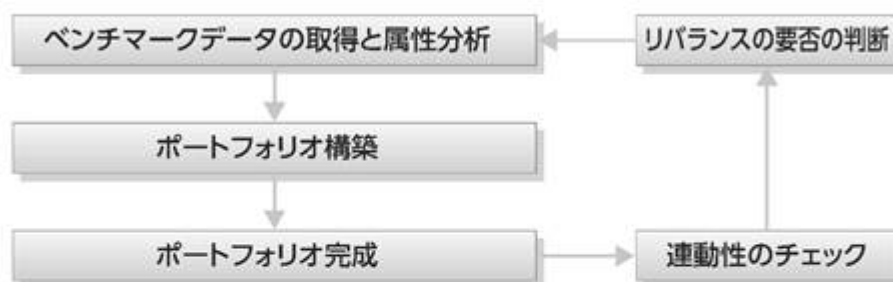 ベンチマークデータの取得と属性分析
リバランスの要否の判断
ポートフォリオ構築
ポートフォリオ完成
連動性のチェック